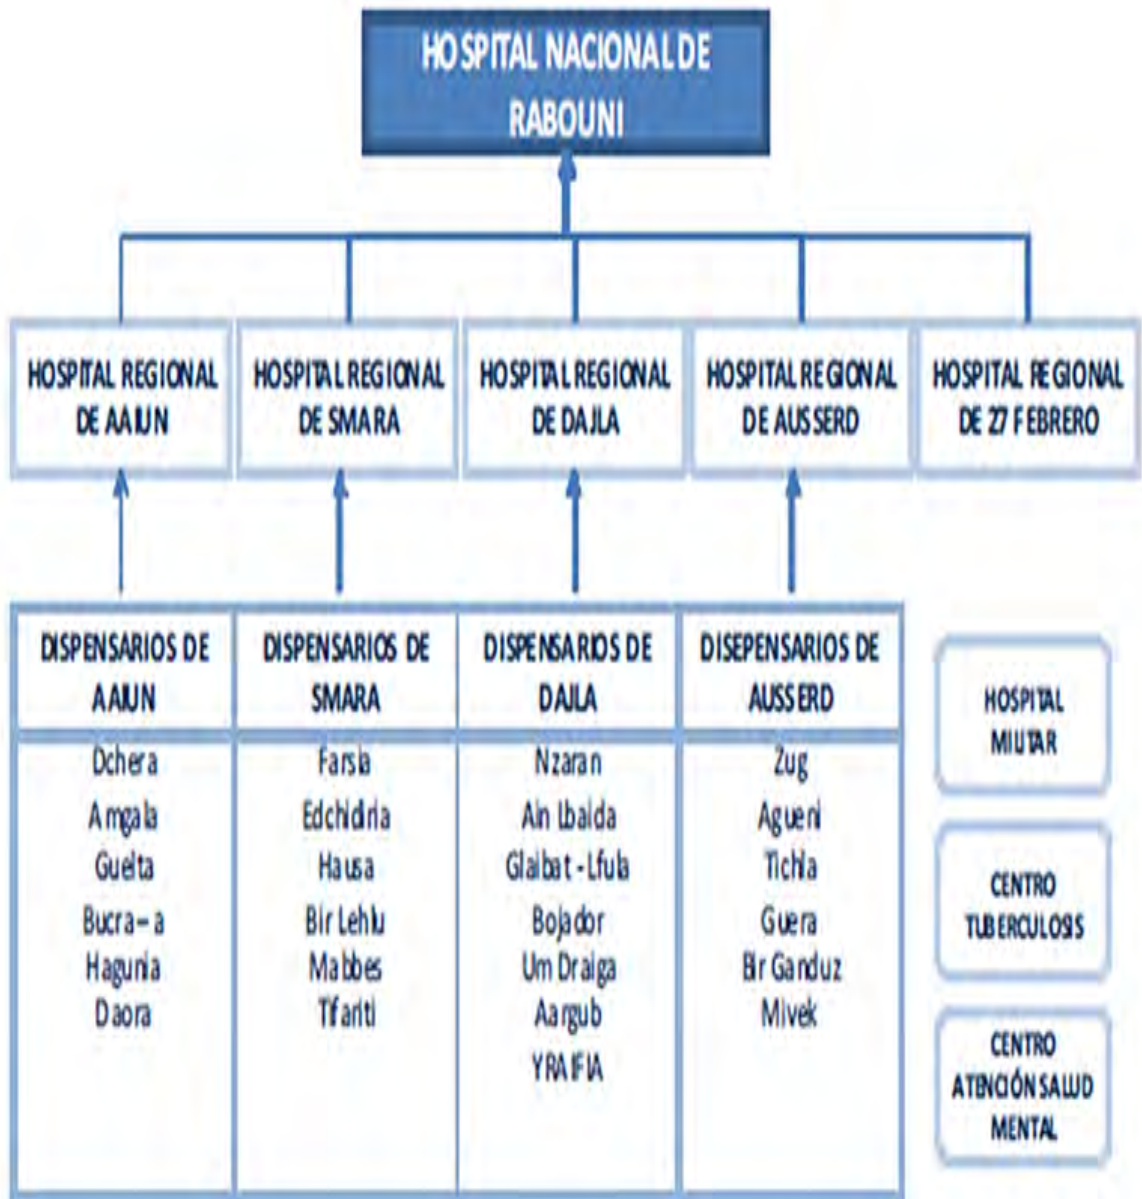 HOSPITAL NACIONAL DE
RABOUNI
HOSPITAL REGIONAL
DE AAIUN
HOSPITAL REGIONAL
DE SMARA
HOSPITAL REGIONAL
DE DAJLA
HOSPITAL REGIONAL
DE AUSSERD
HOSPITAL REGIONAL
DE 27 FEBRERO
DISPENSARIOS DE
AAIUN
Dchera
Amgala
Guelta
Bucra-a
Hagunia
Daora
DISPENSARIOS DE
SMARA
Farsia
Edchidiria
Hausa
Bir Lehlu
Mabbes
Tifariti
DISPENSARIOS DE
DAJLA
Nzaran
Ain Lbaida
Glaibat -Lfula
Bojador
Um Draiga
Aargub
YRAIFIA
DISEPENSARIOS DE
AUSSERD
Zug
Agueni
Tichla
Guera
Bir Ganduz
Mivek
HOSPITAL
MILITAR
CENTRO
TUBERCULOSIS
CENTRO
ATENCIÓN SALUD
MENTAL